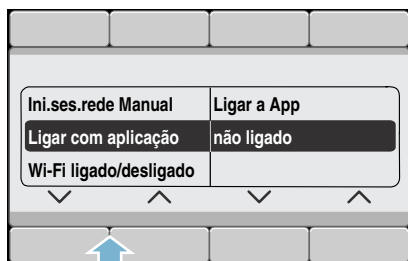 Ini.ses.rede Manual
Ligar a App
Ligar com aplicação
não ligado
Wi-Fi ligado/desligado